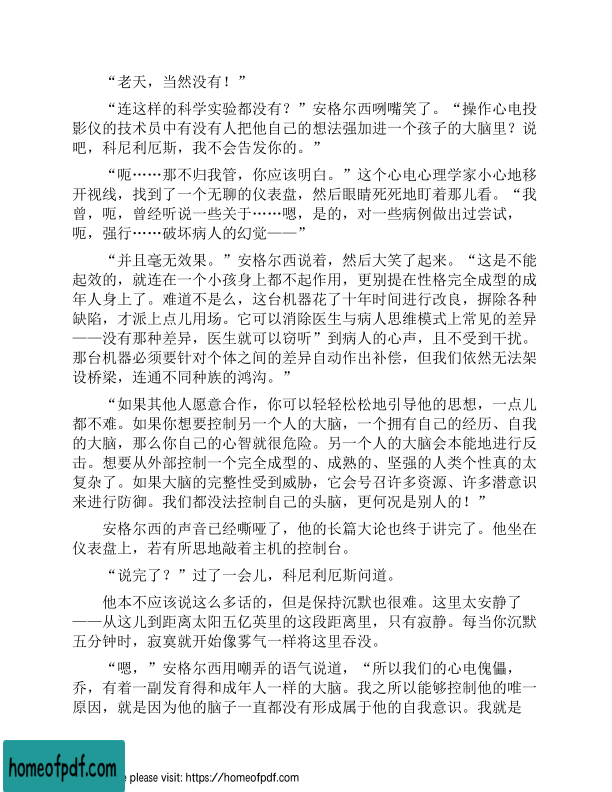 “老天，当然没有！”
“连这样的科学实验都没有？”安格尔西咧嘴笑了。“操作心电投
影仪的技术员中有没有人把他自己的想法强加进一个孩子的大脑里？说
吧，科尼利厄斯，我不会告发你的。”
“呃……那不归我管，你应该明白。”这个心电心理学家小心地移
开视线，找到了一个无聊的仪表盘，然后眼睛死死地盯着那儿看。“我
曾，呃，曾经听说一些关于……嗯，是的，对一些病例做出过尝试，
呃，强行……破坏病人的幻觉——”
“并且毫无效果。”安格尔西说着，然后大笑了起来。“这是不能
起效的，就连在一个小孩身上都不起作用，更别提在性格完全成型的成
年人身上了。难道不是么，这台机器花了十年时间进行改良，摒除各种
缺陷，才派上点儿用场。它可以消除医生与病人思维模式上常见的差异
——没有那种差异，医生就可以窃听”到病人的心声，且不受到干扰。
那台机器必须要针对个体之间的差异自动作出补偿，但我们依然无法架
设桥梁，连通不同种族的鸿沟。”
“如果其他人愿意合作，你可以轻轻松松地引导他的思想，一点儿
都不难。如果你想要控制另一个人的大脑，一个拥有自己的经历、自我
的大脑，那么你自己的心智就很危险。另一个人的大脑会本能地进行反
击。想要从外部控制一个完全成型的、成熟的、坚强的人类个性真的太
复杂了。如果大脑的完整性受到威胁，它会号召许多资源、许多潜意识
来进行防御。我们都没法控制自己的头脑，更何况是别人的！”
安格尔西的声音已经嘶哑了，他的长篇大论也终于讲完了。他坐在
仪表盘上，若有所思地敲着主机的控制台。
“说完了？”过了一会儿，科尼利厄斯问道。
他本不应该说这么多话的，但是保持沉默也很难。这里太安静了
——从这儿到距离太阳五亿英里的这段距离里，只有寂静。每当你沉默
五分钟时，寂寞就开始像雾气一样将这里吞没。
“嗯，”安格尔西用嘲弄的语气说道，“所以我们的心电傀儡，
乔，有着一副发育得和成年人一样的大脑。我之所以能够控制他的唯一
原因，就是因为他的脑子一直都没有形成属于他的自我意识。我就是
homeofpdf.com
e please visit: https://homeofpdf.com